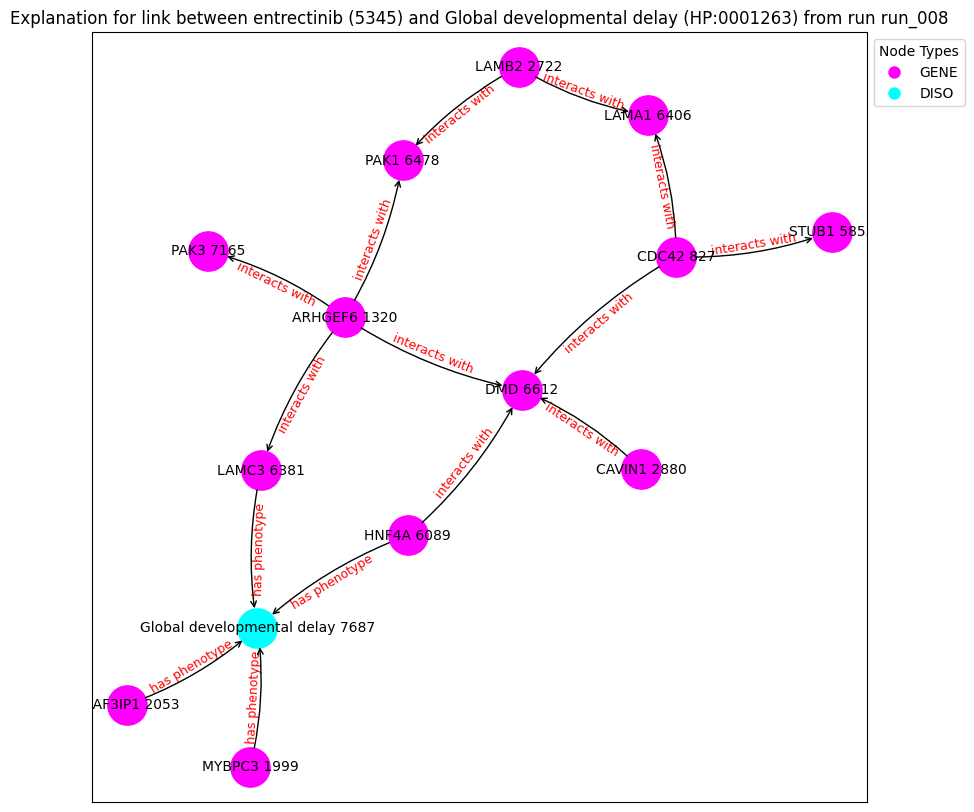 Explanation for link between entrectinib (5345) and Global developmental delay (HP:0001263) from run run_008
Node Types
GENE
DISO
LAMB2 2722
interacts with
interacts with
LAMA1 6406
PAK1 6478
interacts with
interacts with
STUB1 585
PAK3 7165
interacts with
interacts with
CDC42 827
ARHGEF6 1320
interacts with
interacts with
interacts with
DMD 6612
interacts with
interacts with
LAMC3 6381
CAVIN1 2880
HNF4A 6089
has phenotype
has phenotype
Global developmental delay 7687
has phenotype
has phenotype
AF3IP1 2053
MYBPC3 1999